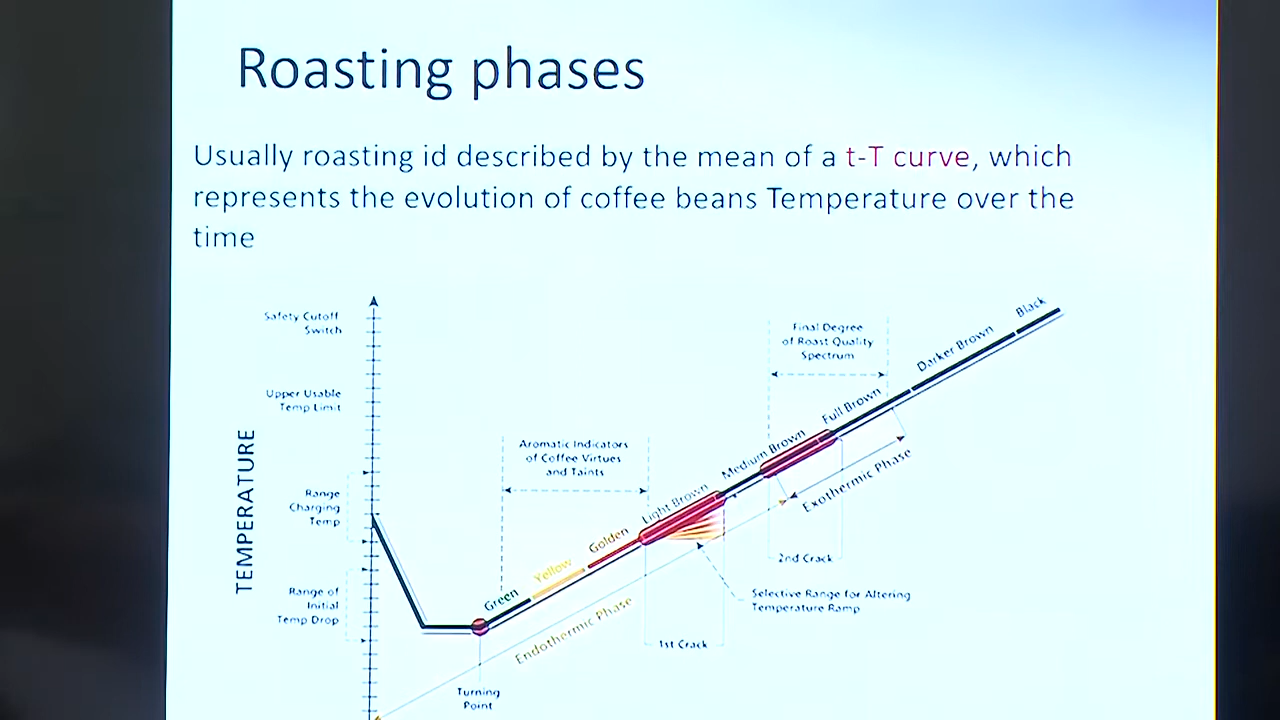 Roasting phases
Usually roasting id described by the mean of a t-T curve, which
represents the evolution of coffee beans Temperature over the
time
TEMPERATURE
Safety Cutoff
Switch
Upper Usable
Temp Limit
Range
Charging
Temp
Range of
Initial
Temp Drop
Aromatic Indicators
of Coffee Virtues
and Taints
Final Degree
of Roast Quality
Spectrum
Green
Yellow
Golden
Light Brown
Medium Brown
Full Brown
Darker Brown
Black
Endothermic Phase
Exothermic Phase
1st Crack
2nd Crack
Selective Range for Altering
Temperature Ramp
Turning
Point